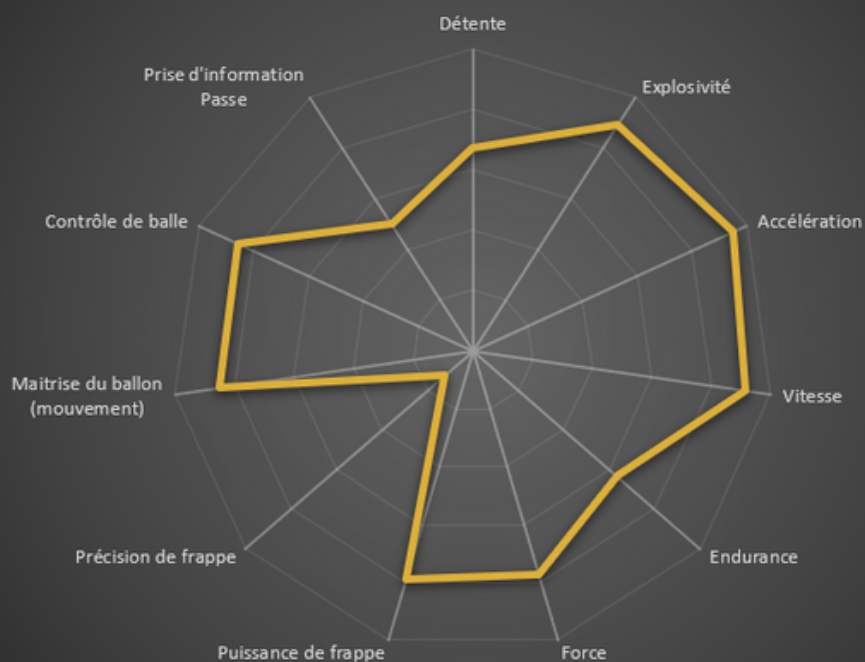 Détente
Explosivité
Accélération
Vitesse
Endurance
Force
Puissance de frappe
Précision de frappe
Maitrise du ballon
(mouvement)
Contrôle de balle
Prise d'information
Passe